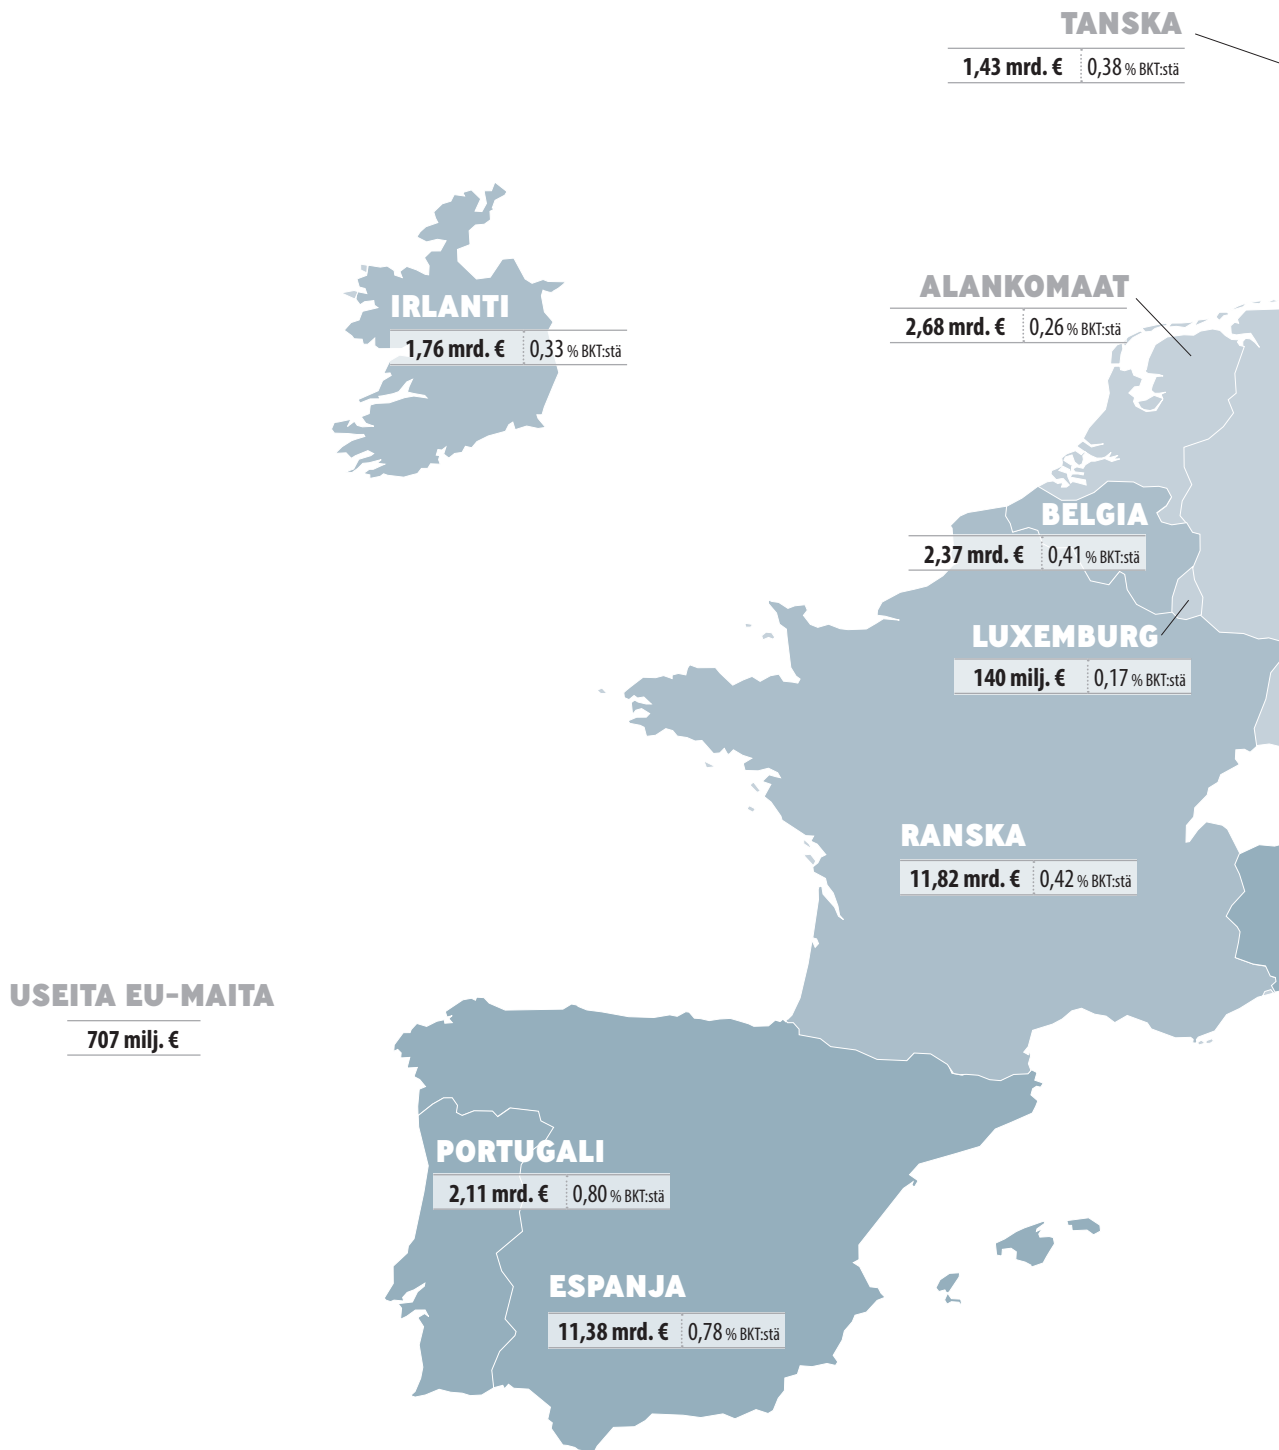 TANSKA
1,43 mrd. € 0,38 % BKT:stä
ALANKOMAAT
2,68 mrd. € 0,26 % BKT:stä
IRLANTI
1,76 mrd. € 0,33 % BKT:stä
BELGIA
2,37 mrd. € 0,41 % BKT:stä
LUXEMBURG
140 milj. € 0,17 % BKT:stä
RANSKA
11,82 mrd. € 0,42 % BKT:stä
USEITA EU-MAITA
707 milj. €
PORTUGALI
2,11 mrd. € 0,80 % BKT:stä
ESPANJA
11,38 mrd. € 0,78 % BKT:stä